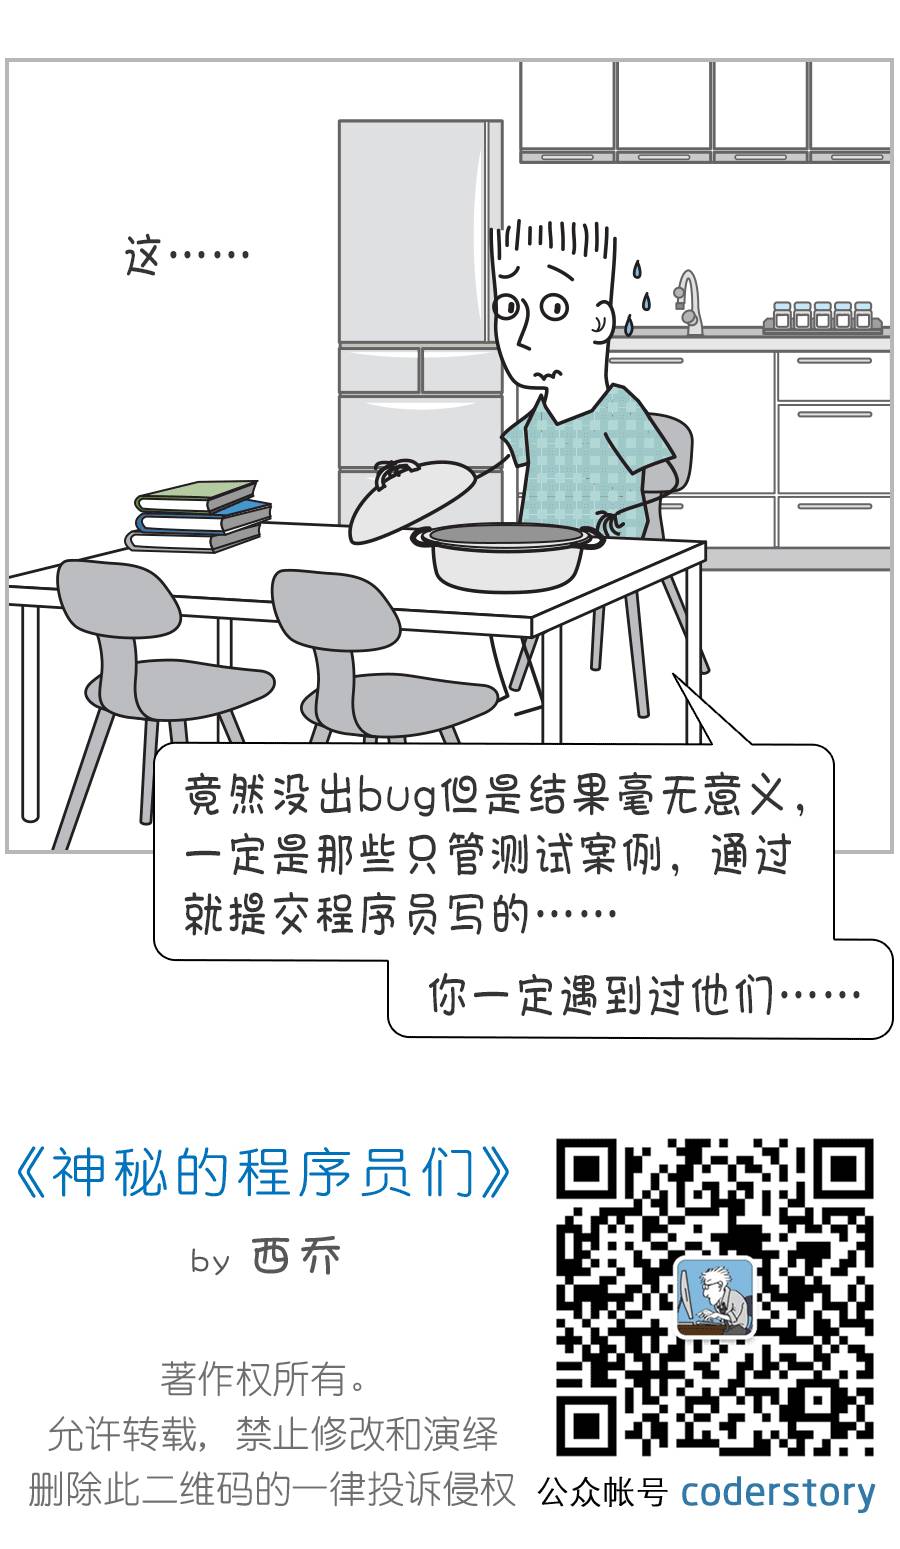 这……
竟然没出bug但是结果毫无意义，
一定是那些只管测试案例，通过
就提交程序员写的……
你一定遇到过他们……
《神秘的程序员们》
by 西乔
著作权所有。
允许转载，禁止修改和演绎
删除此二维码的一律投诉侵权
公众帐号 coderstory